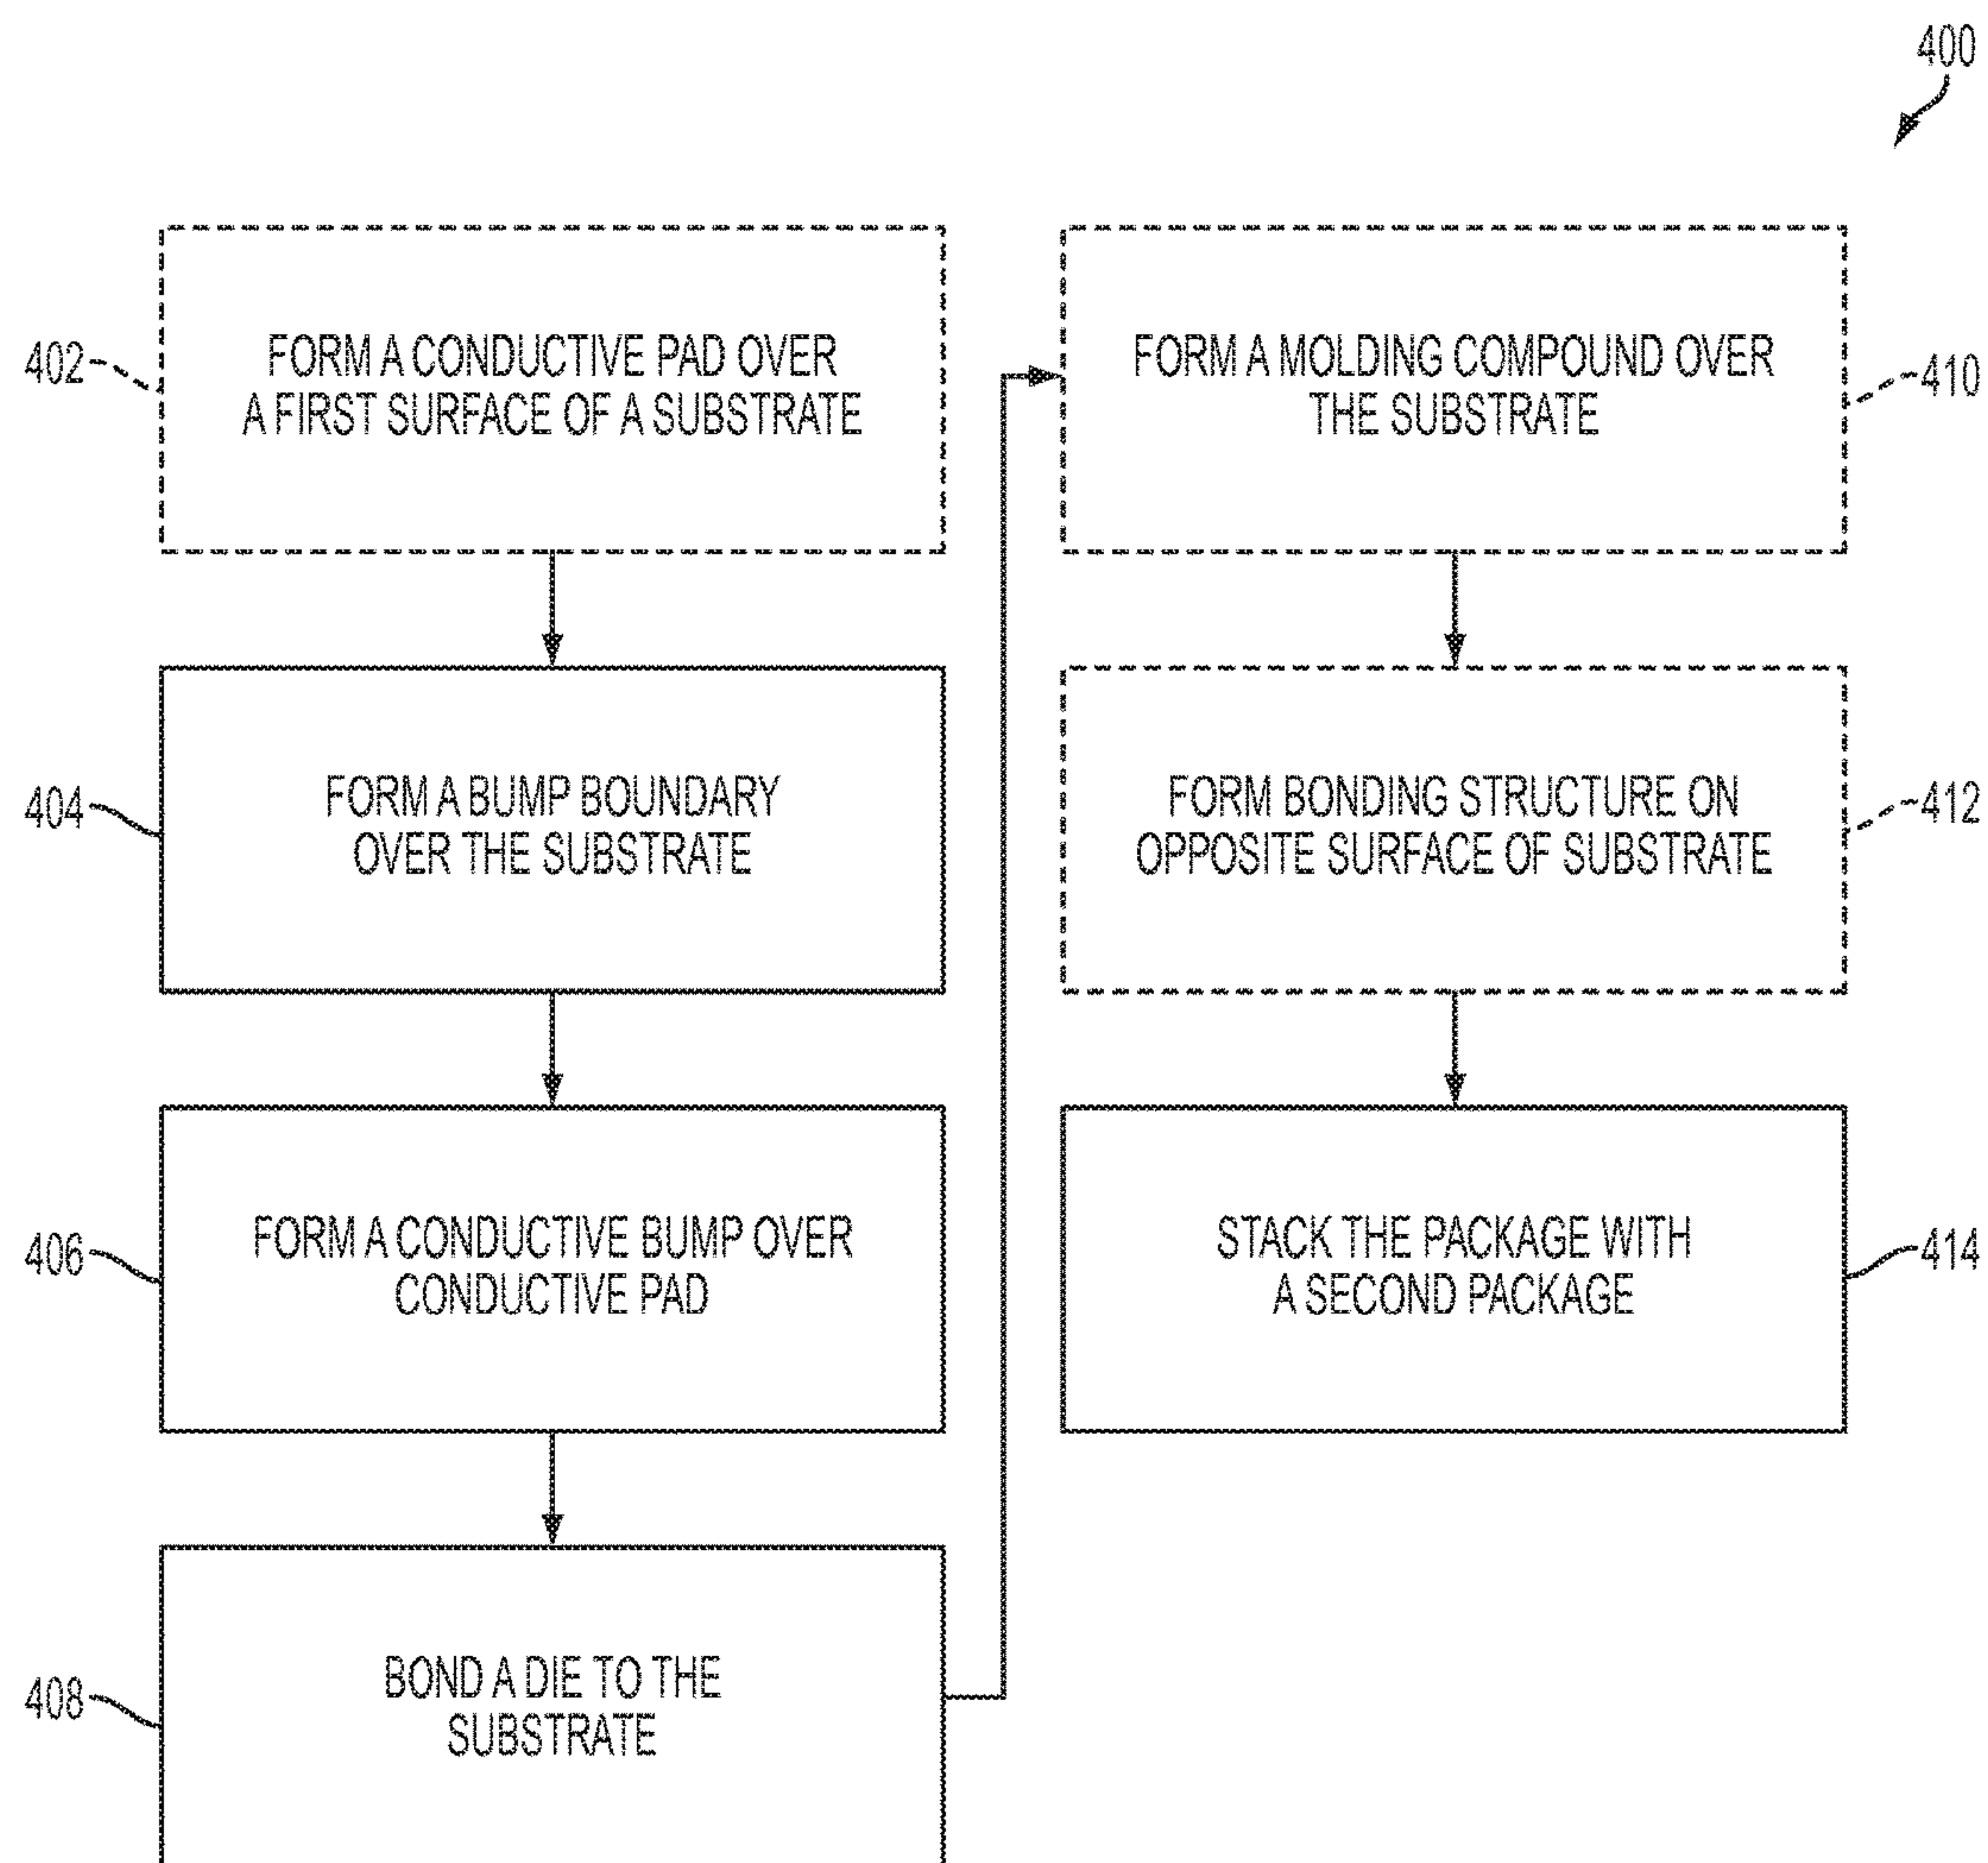 400
402
FORM A CONDUCTIVE PAD OVER
A FIRST SURFACE OF A SUBSTRATE
404
FORM A BUMP BOUNDARY
OVER THE SUBSTRATE
406
FORM A CONDUCTIVE BUMP OVER
CONDUCTIVE PAD
408
BOND A DIE TO THE
SUBSTRATE
FORM A MOLDING COMPOUND OVER
THE SUBSTRATE
410
FORM BONDING STRUCTURE ON
OPPOSITE SURFACE OF SUBSTRATE
412
STACK THE PACKAGE WITH
A SECOND PACKAGE
414